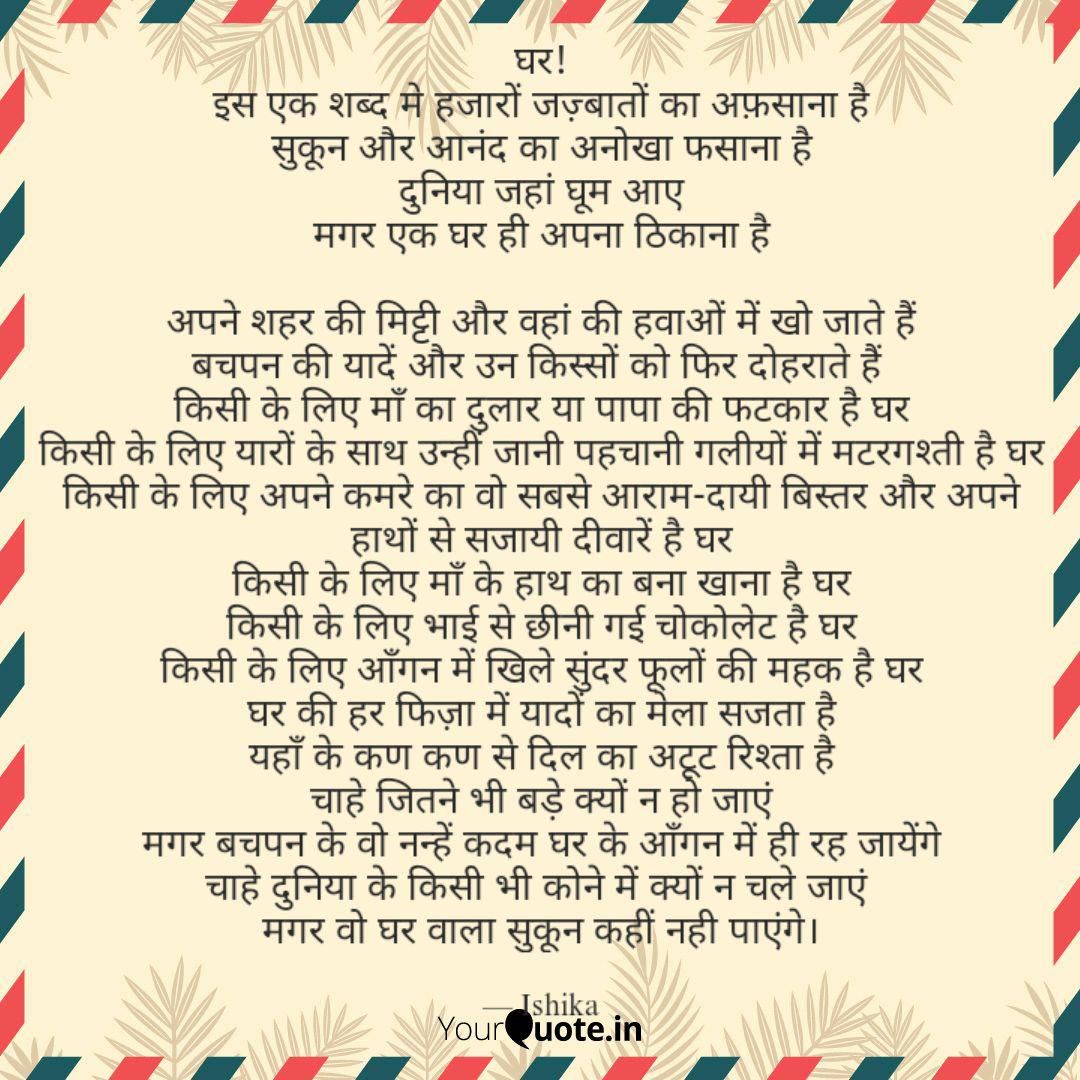 घर!
इस एक शब्द मे हजारों जज़्बातों का अफ़साना है
सुकून और आनंद का अनोखा फसाना है
दुनिया जहां घूम आए
मगर एक घर ही अपना ठिकाना है
अपने शहर की मिट्टी और वहां की हवाओं में खो जाते हैं
बचपन की यादें और उन किस्सों को फिर दोहराते हैं
किसी के लिए माँ का दुलार या पापा की फटकार है घर
किसी के लिए यारों के साथ उन्हीं जानी पहचानी गलीयों में मटरगश्ती है घर
किसी के लिए अपने कमरे का वो सबसे आराम-दायी बिस्तर और अपने
हाथों से सजायी दीवारें है घर
किसी के लिए माँ के हाथ का बना खाना है घर
किसी के लिए भाई से छीनी गई चोकोलेट है घर
किसी के लिए आँगन में खिले सुंदर फूलों की महक है घर
घर की हर फिज़ा में यादों का मेला सजता है
यहाँ के कण कण से दिल का अटूट रिश्ता है
चाहे जितने भी बड़े क्यों न हो जाएं
मगर बचपन के वो नन्हें कदम घर के आँगन में ही रह जायेंगे
चाहे दुनिया के किसी भी कोने में क्यों न चले जाएं
मगर वो घर वाला सुकून कहीं नही पाएंगे।
— Ishika
YourQuote.in